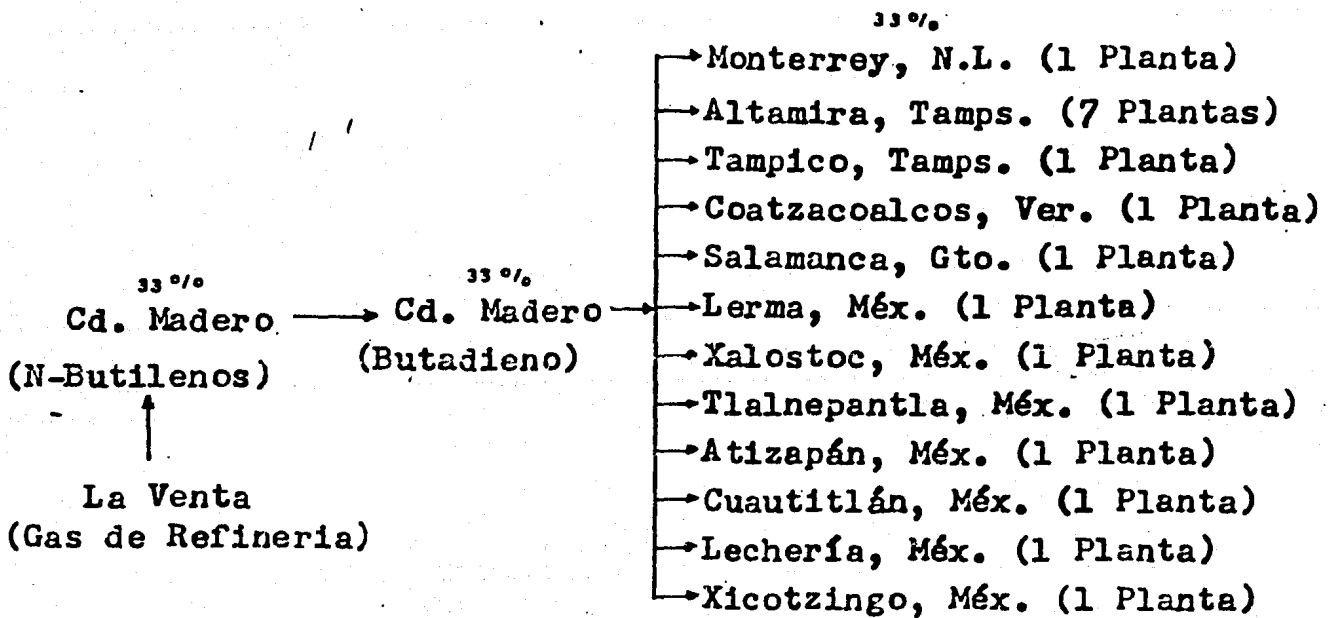 33%
Monterrey, N.L. (1 Planta)
Altamira, Tamps. (7 Plantas)
Tampico, Tamps. (1 Planta)
Coatzacoalcos, Ver. (1 Planta)
Salamanca, Gto. (1 Planta)
33% 33%
Cd. Madero Cd. Madero Lerma, Méx. (1 Planta)
(N-Butilenos) (Butadieno) Xalostoc, Méx. (1 Planta)
Tlalnepantla, Méx. (1 Planta)
Atizapán, Méx. (1 Planta)
La Venta Cuautitlán, Méx. (1 Planta)
(Gas de Refineria) Lechería, Méx. (1 Planta)
Xicotzingo, Méx. (1 Planta)